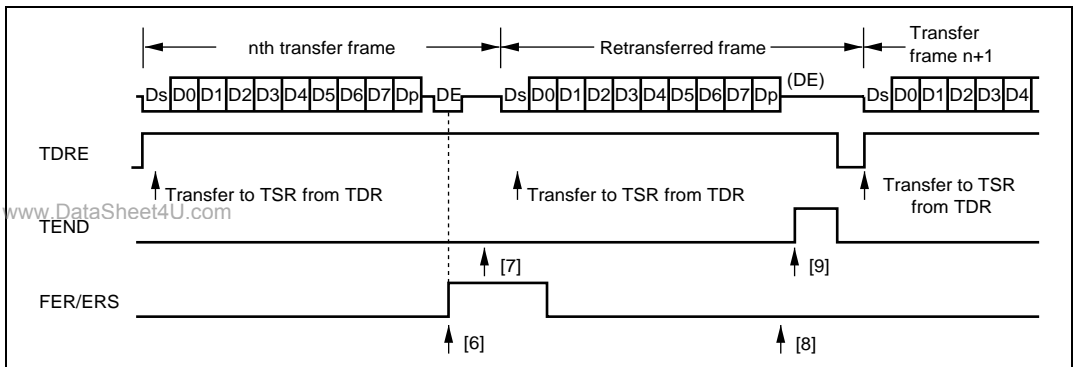 nth transfer frame Retransferred frame Transfer
frame n+1
Ds D0 D1 D2 D3 D4 D5 D6 D7 Dp DE Ds D0 D1 D2 D3 D4 D5 D6 D7 Dp (DE) Ds D0 D1 D2 D3 D4
TDRE
Transfer to TSR from TDR Transfer to TSR from TDR Transfer to TSR
from TDR
www.DataSheet4U.com
TEND
[7] [9]
FER/ERS
[6] [8]